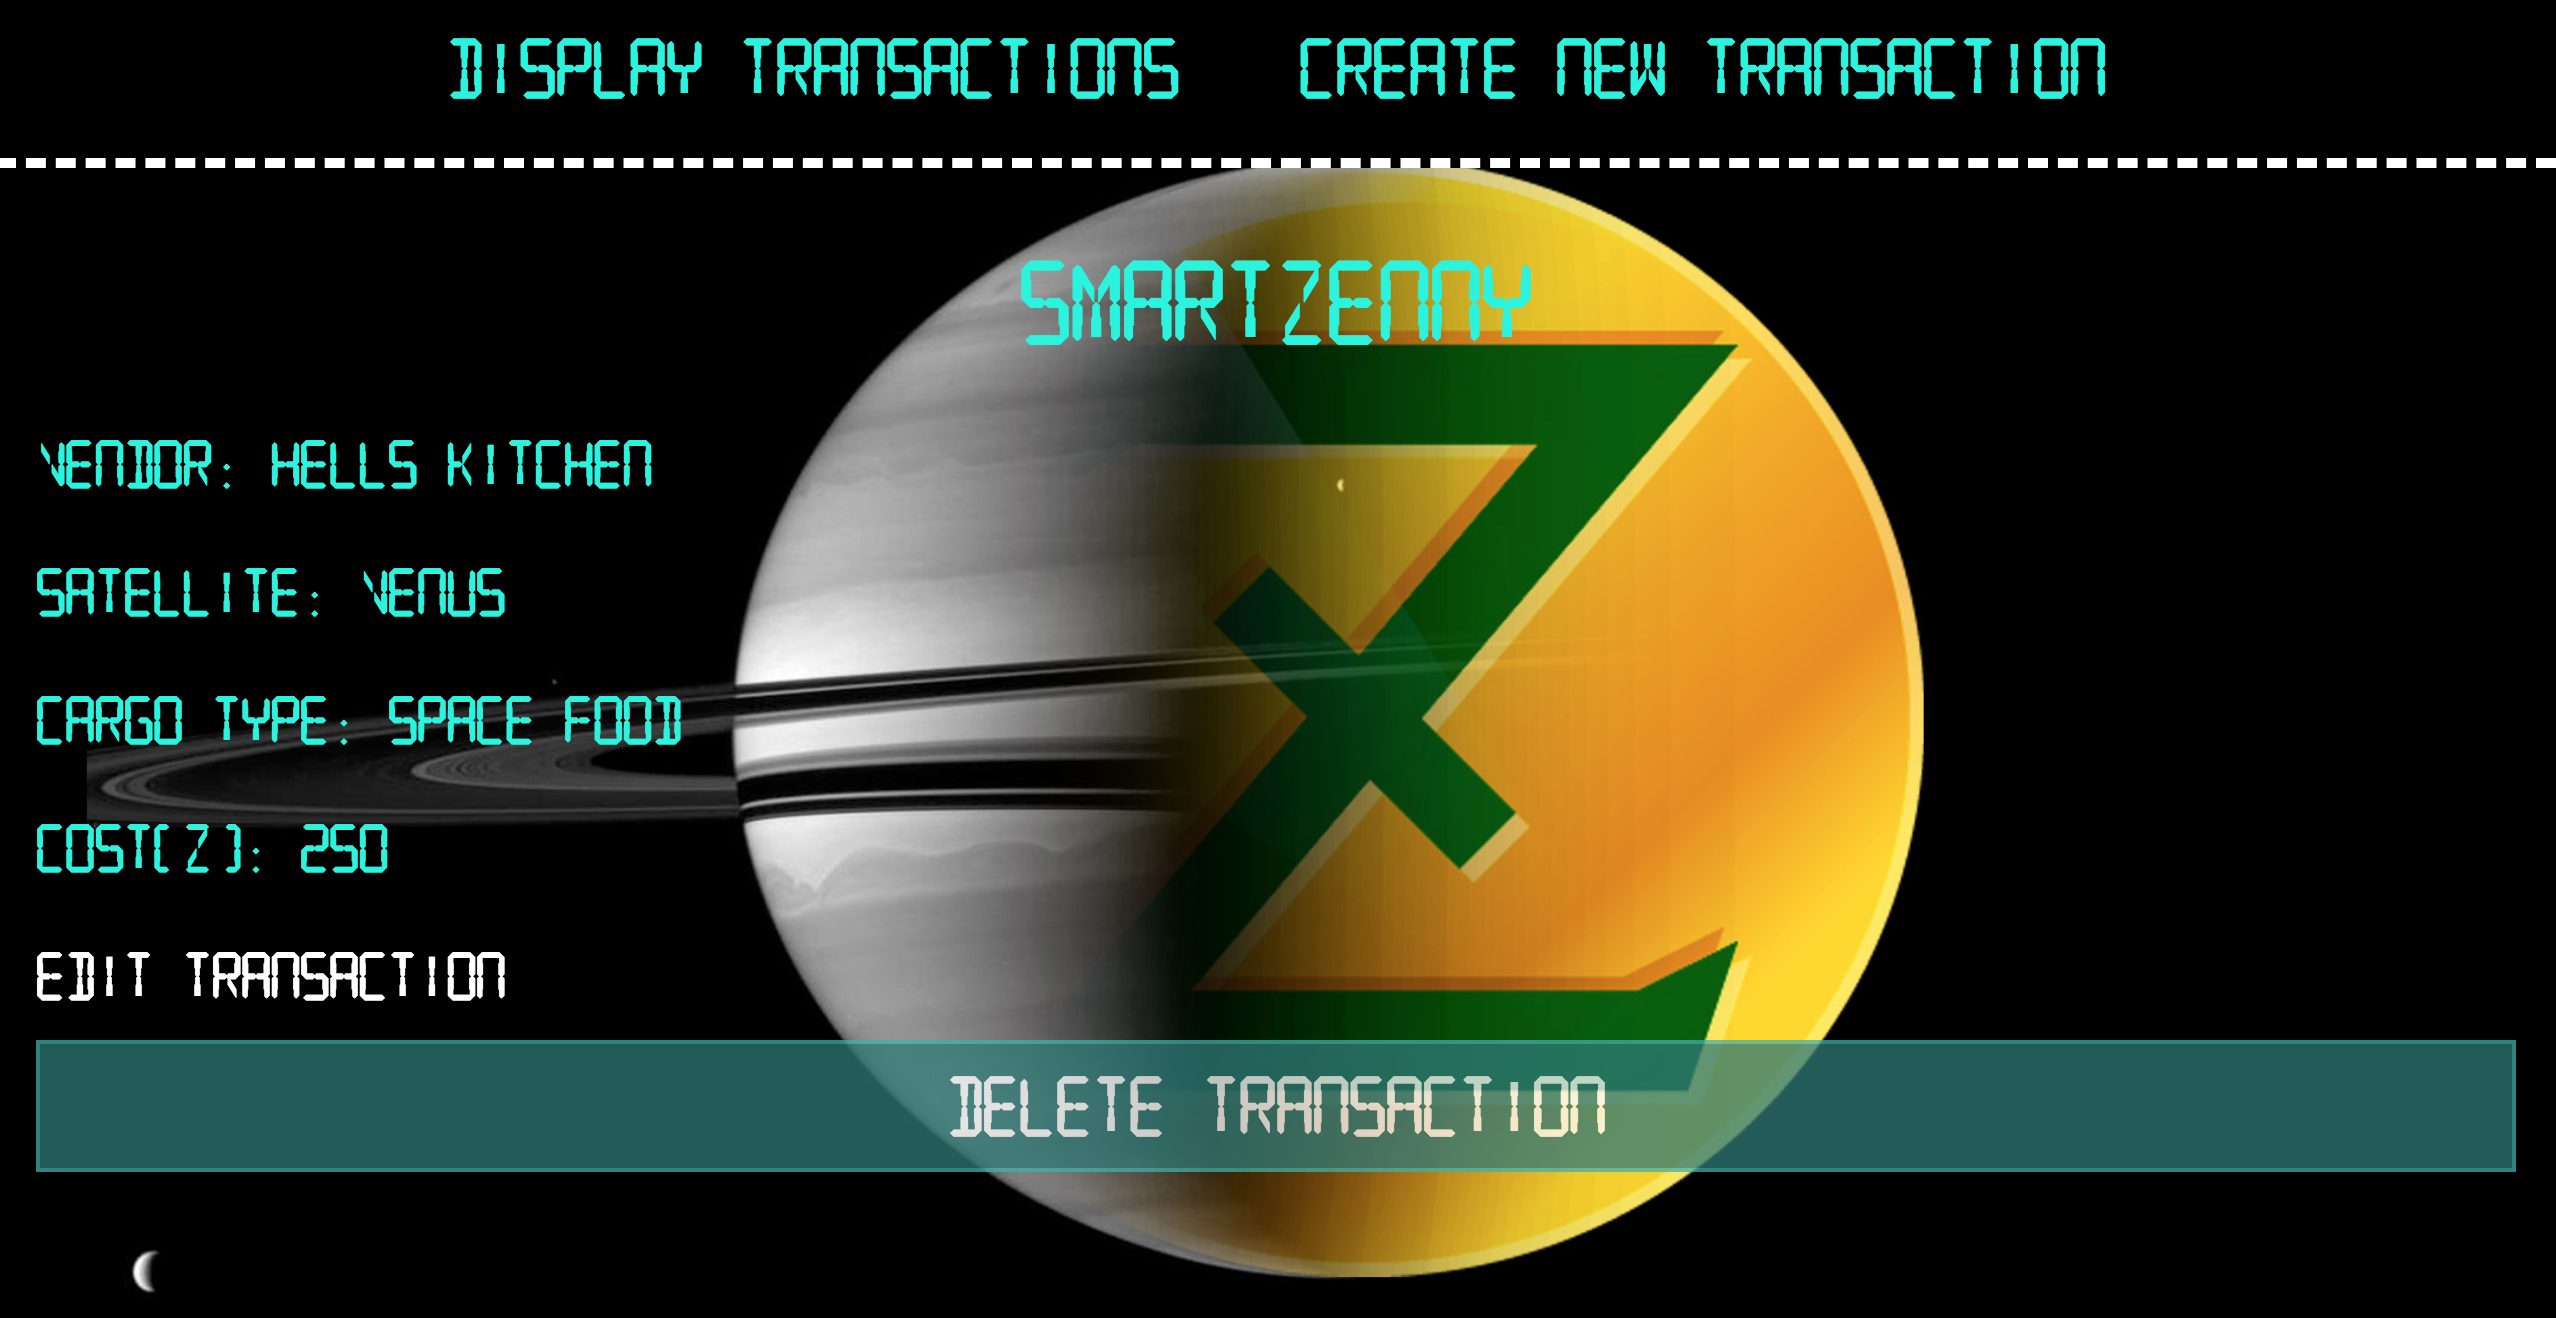 DISPLAY TRANSACTIONS CREATE NEW TRANSACTION
SMARTZENNY
VENDOR: HELLS KITCHEN
SATELLITE: VENUS
CARGO TYPE: SPACE FOOD
COST(Z): 250
EDIT TRANSACTION
DELETE TRANSACTION